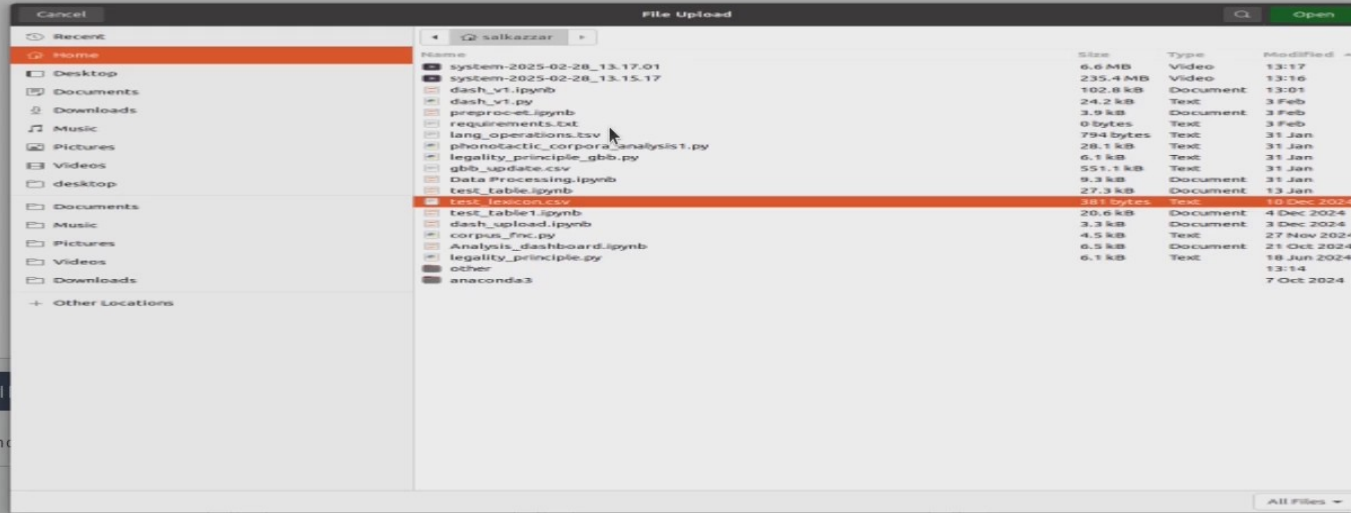 Cancel File Upload Open
Recent
Home
Desktop
Documents
Downloads
Music
Pictures
Videos
desktop
Documents
Music
Pictures
Videos
Downloads
+ Other Locations
salkazzar
Name Size Type Modified
system-2025-02-28_13.17.01 6.6 MB Video 13:17
system-2025-02-28_13.15.17 235.4 MB Video 13:16
dash_v1.ipynb 102.8 kB Document 13:01
dash_v1.py 24.2 kB Text 3 Feb
preproc-et.ipynb 3.9 kB Document 3 Feb
requirements.txt 0 bytes Text 3 Feb
lang_operations.tsv 794 bytes Text 31 Jan
phonotactic_corpora_analysis1.py 28.1 kB Text 31 Jan
legality_principle_gbb.py 6.1 kB Text 31 Jan
gbb_update.csv 551.1 kB Text 31 Jan
Data Processing.ipynb 9.3 kB Document 31 Jan
test_table.ipynb 27.3 kB Document 13 Jan
test_lexicon.csv 381 bytes Text 10 Dec 2024
test_table1.ipynb 20.6 kB Document 4 Dec 2024
dash_upload.ipynb 3.3 kB Document 3 Dec 2024
corpus_fnc.py 4.5 kB Text 27 Nov 2024
Analysis_dashboard.ipynb 6.5 kB Document 21 Oct 2024
legality_principle.py 6.1 kB Text 18 Jun 2024
other 13:14
anaconda3 7 Oct 2024
All Files